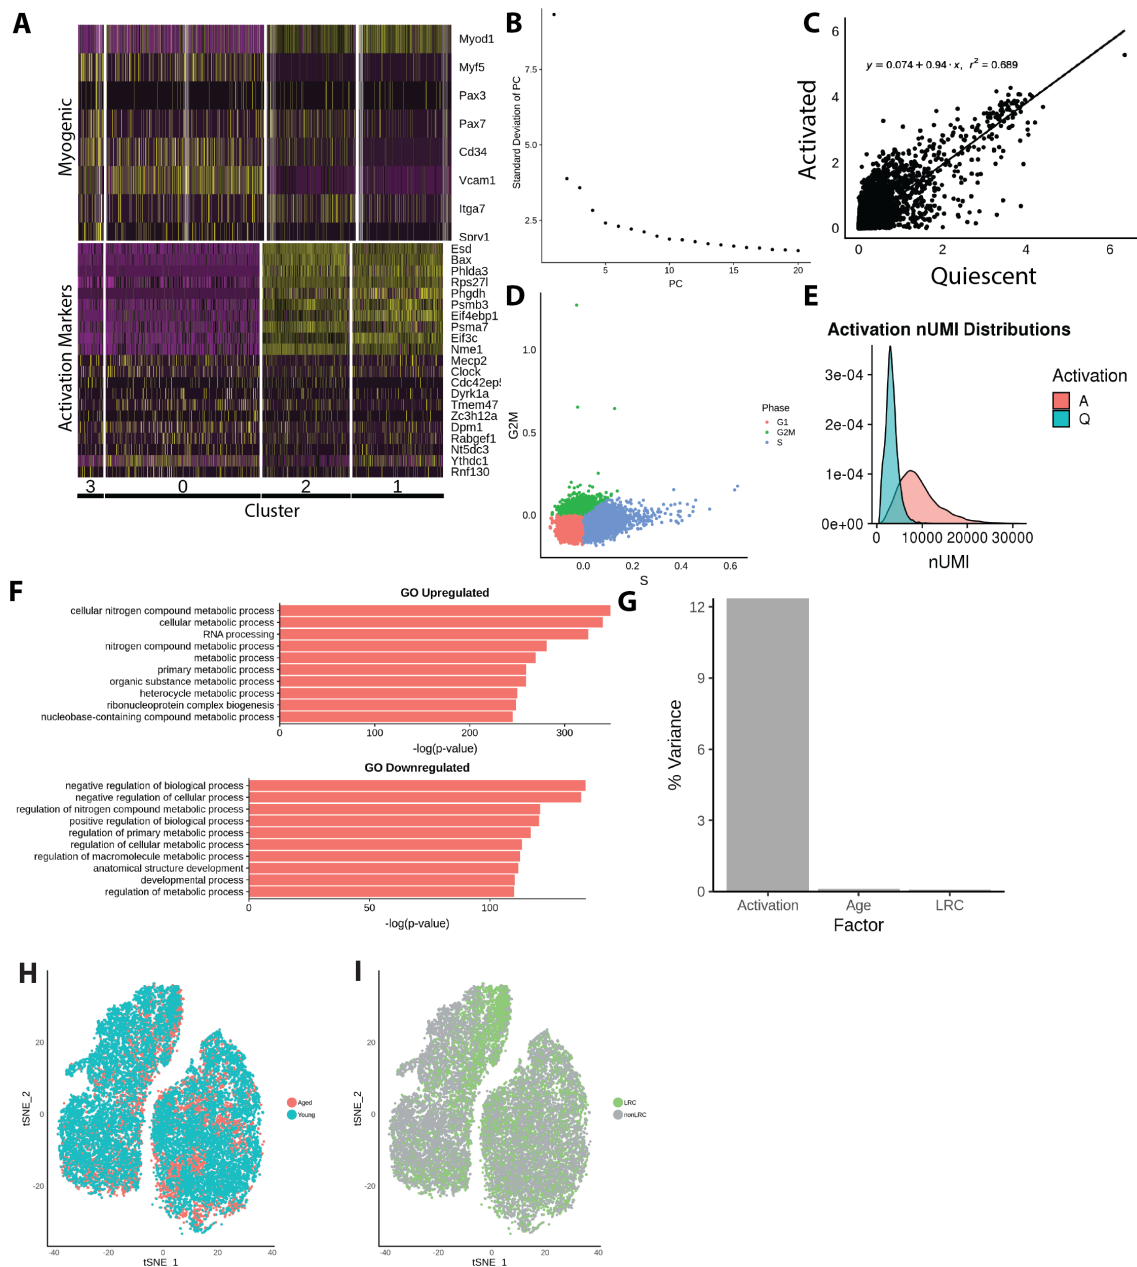 A
Myogenic
Myod1
Myf5
Pax3
Pax7
Cd34
Vcam1
Itga7
Spry1
Activation Markers
Esd
Bax
Phlda3
Rps27l
Phgdh
Psmb3
Eif4ebp1
Psma7
Eif3c
Nme1
Mecp2
Clock
Cdc42ep
Dyrk1a
Tmem47
Zc3h12a
Dpm1
Rabgef1
Nt5dc3
Ythdc1
Rnf130
3 0 2 1
Cluster
B
Standard Deviation of PC
7.5
5.0
2.5
5 10 15 20
PC
C
Activated
6
4
2
0
y = 0.074 + 0.94 · x, r² = 0.689
0 2 4 6
Quiescent
D
G2M
1.0
0.5
0.0
0.0 0.2 0.4 0.6
S
Phase
G1
G2M
S
E
Activation nUMI Distributions
3e-04
2e-04
1e-04
0e+00
0 10000 20000 30000
nUMI
Activation
A
Q
F
GO Upregulated
cellular nitrogen compound metabolic process
cellular metabolic process
RNA processing
nitrogen compound metabolic process
metabolic process
primary metabolic process
organic substance metabolic process
heterocycle metabolic process
ribonucleoprotein complex biogenesis
nucleobase-containing compound metabolic process
0 100 200 300
-log(p-value)
GO Downregulated
negative regulation of biological process
negative regulation of cellular process
regulation of nitrogen compound metabolic process
positive regulation of biological process
regulation of primary metabolic process
regulation of cellular metabolic process
regulation of macromolecule metabolic process
anatomical structure development
developmental process
regulation of metabolic process
0 50 100
-log(p-value)
G
% Variance
12
9
6
3
0
Activation Age LRC
Factor
H
tSNE_2
20
0
-20
-40 -20 0 20 40
tSNE_1
Aged
Young
I
tSNE_2
20
0
-20
-40 -20 0 20 40
tSNE_1
LRC
nonLRC